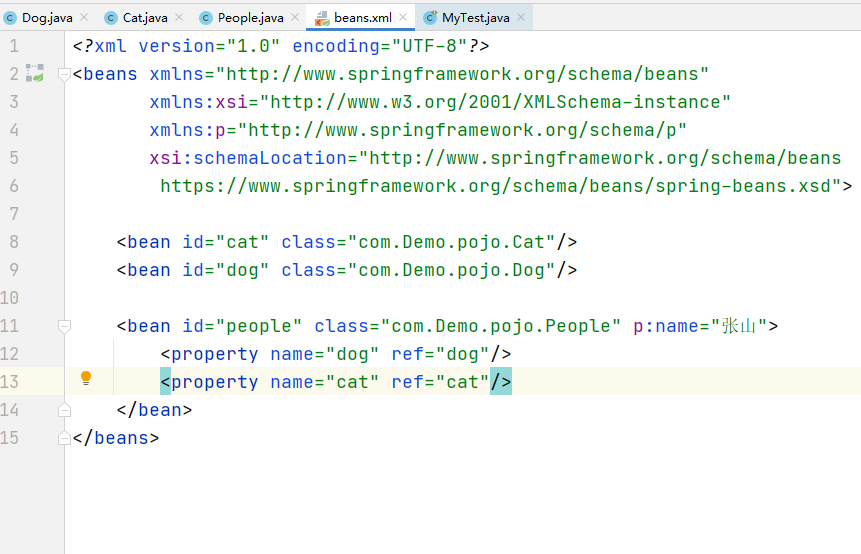 Dog.java Cat.java People.java beans.xml MyTest.java
1 <?xml version="1.0" encoding="UTF-8"?>
2 <beans xmlns="http://www.springframework.org/schema/beans"
3 xmlns:xsi="http://www.w3.org/2001/XMLSchema-instance"
4 xmlns:p="http://www.springframework.org/schema/p"
5 xsi:schemaLocation="http://www.springframework.org/schema/beans
6 https://www.springframework.org/schema/beans/spring-beans.xsd">
7
8 <bean id="cat" class="com.Demo.pojo.Cat"/>
9 <bean id="dog" class="com.Demo.pojo.Dog"/>
10
11 <bean id="people" class="com.Demo.pojo.People" p:name="张山">
12 <property name="dog" ref="dog"/>
13 <property name="cat" ref="cat"/>
14 </bean>
15 </beans>